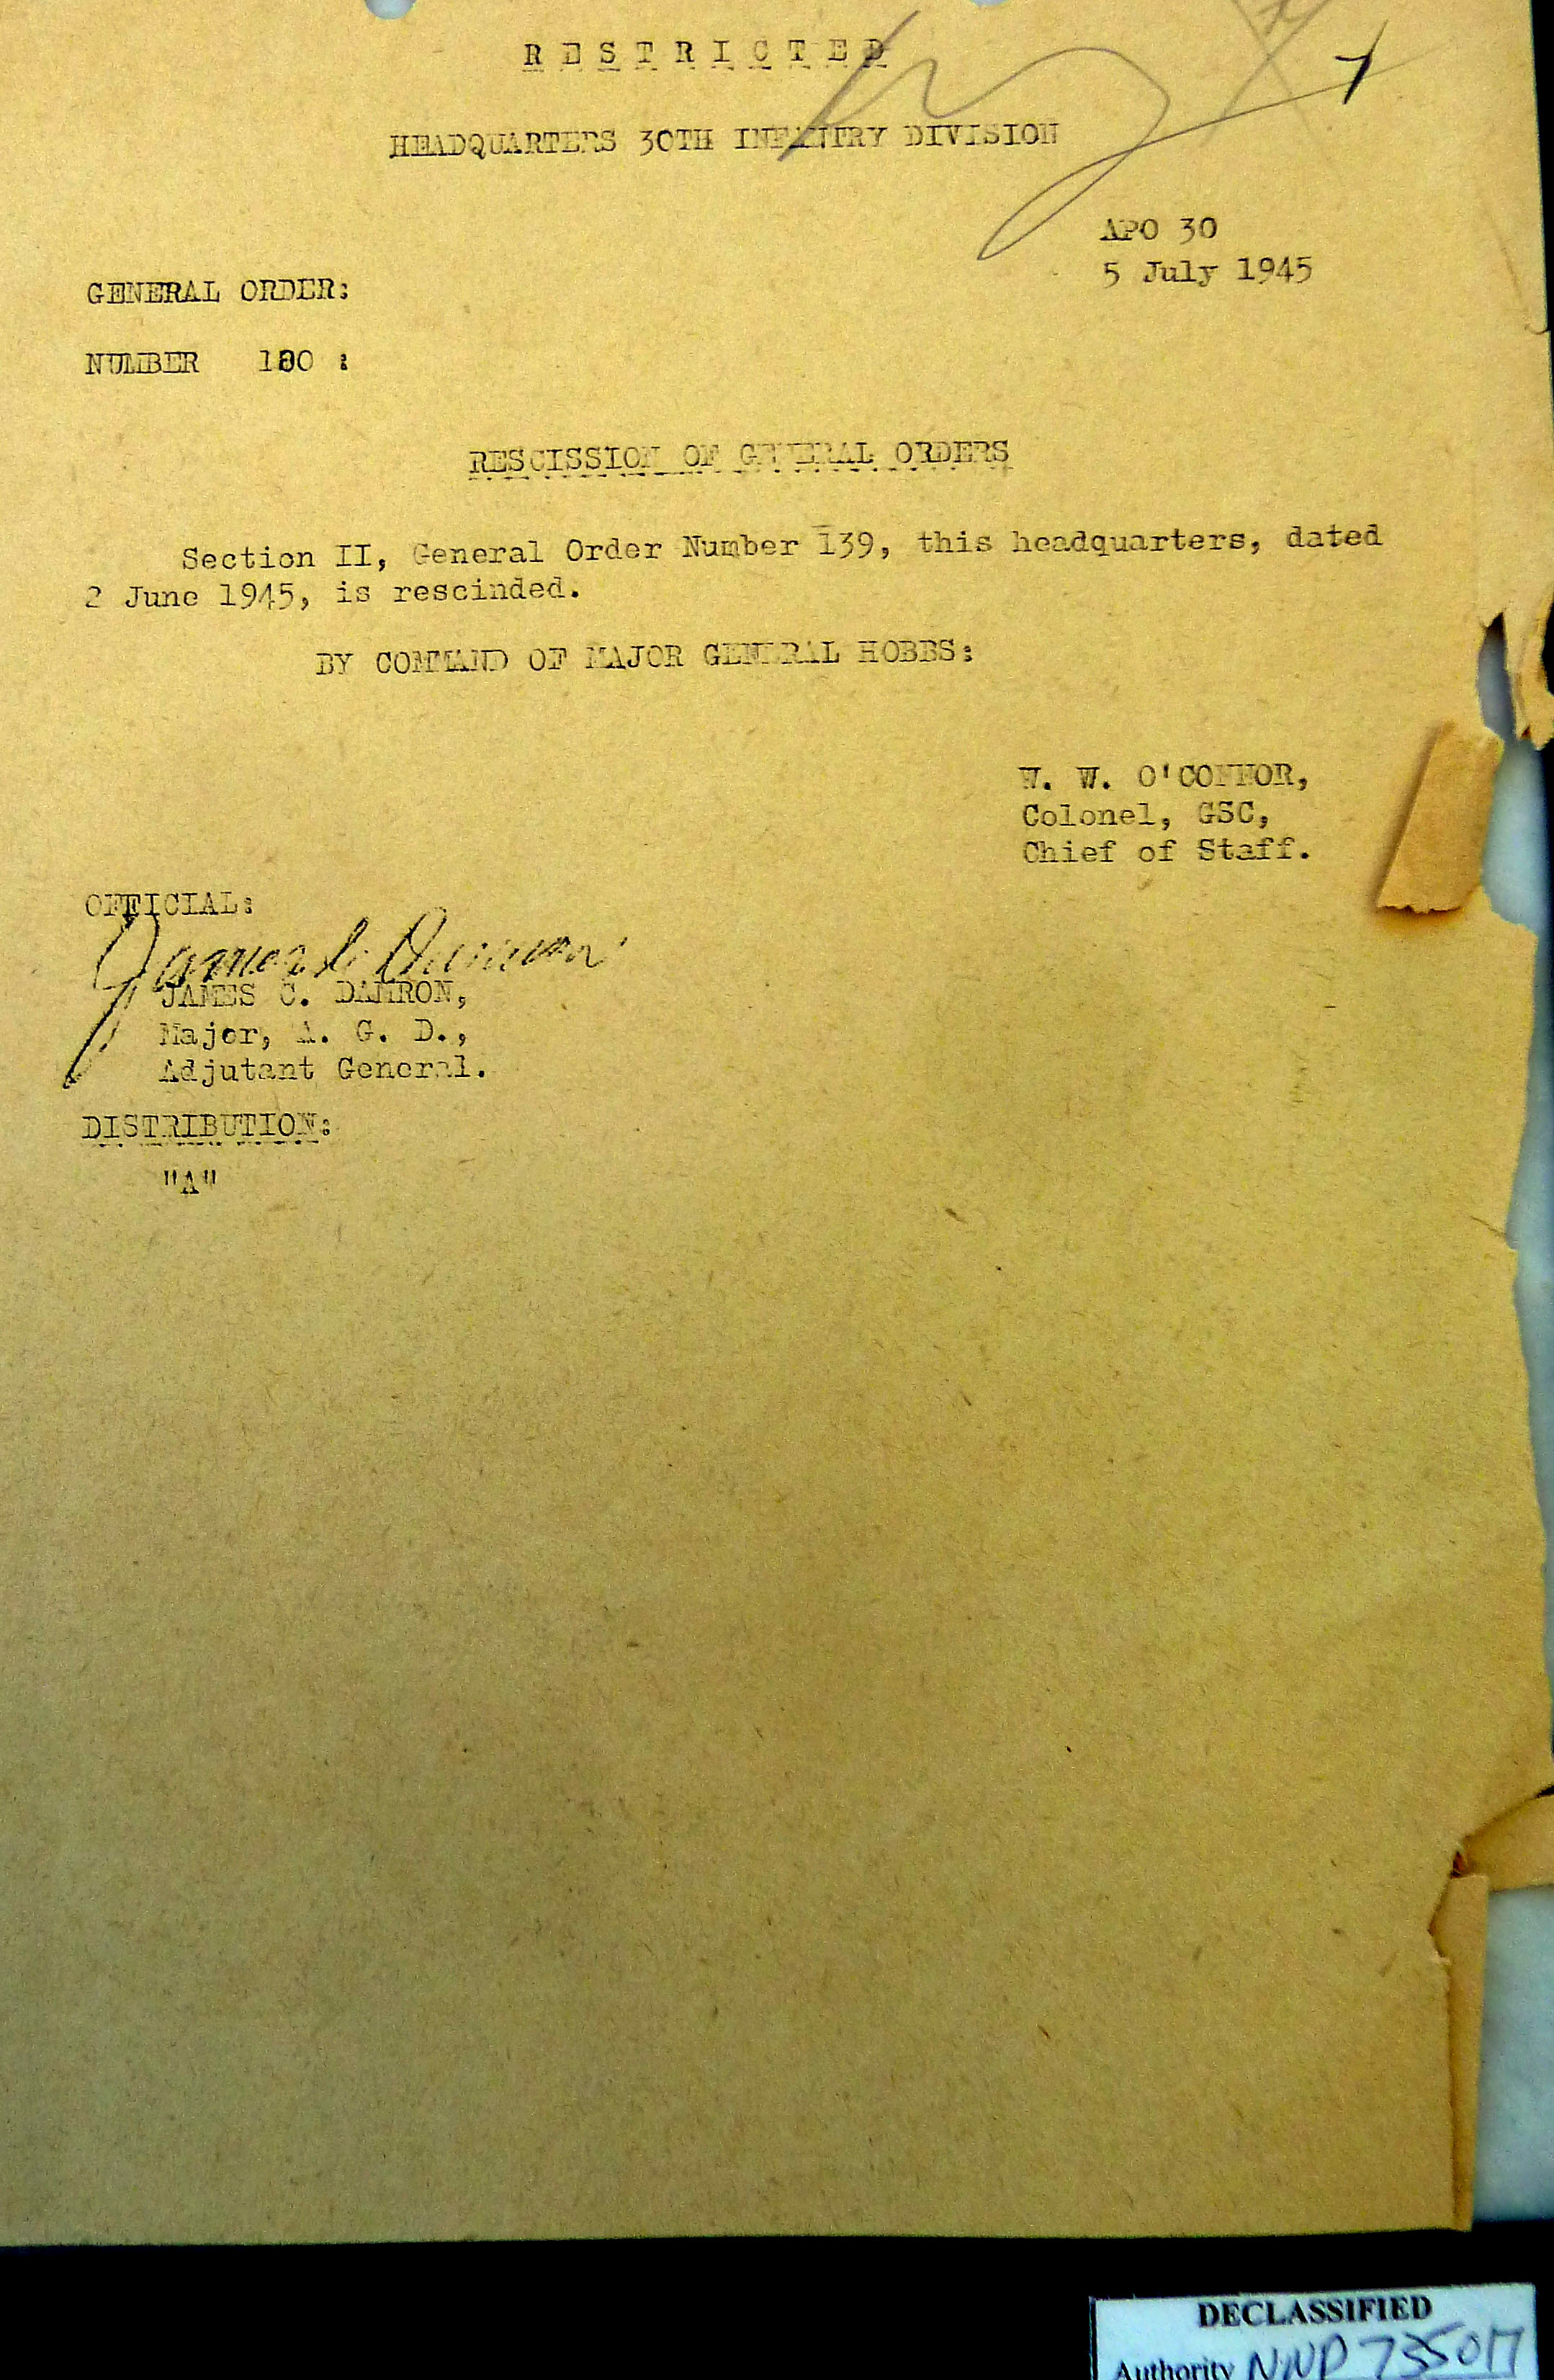 R E S T R I C T E D
HEADQUARTERS 30TH INFANTRY DIVISION
APO 30
5 July 1945
GENERAL ORDER:
NUMBER 180 :
RESCISSION OF GENERAL ORDERS
Section II, General Order Number 139, this headquarters, dated
2 June 1945, is rescinded.
BY COMMAND OF MAJOR GENERAL HOBBS:
W. W. O'CONNOR,
Colonel, GSC,
Chief of Staff.
OFFICIAL:
JAMES C. DAMRON,
Major, A. G. D.,
Adjutant General.
DISTRIBUTION:
"A"
DECLASSIFIED
Authority NND 735017